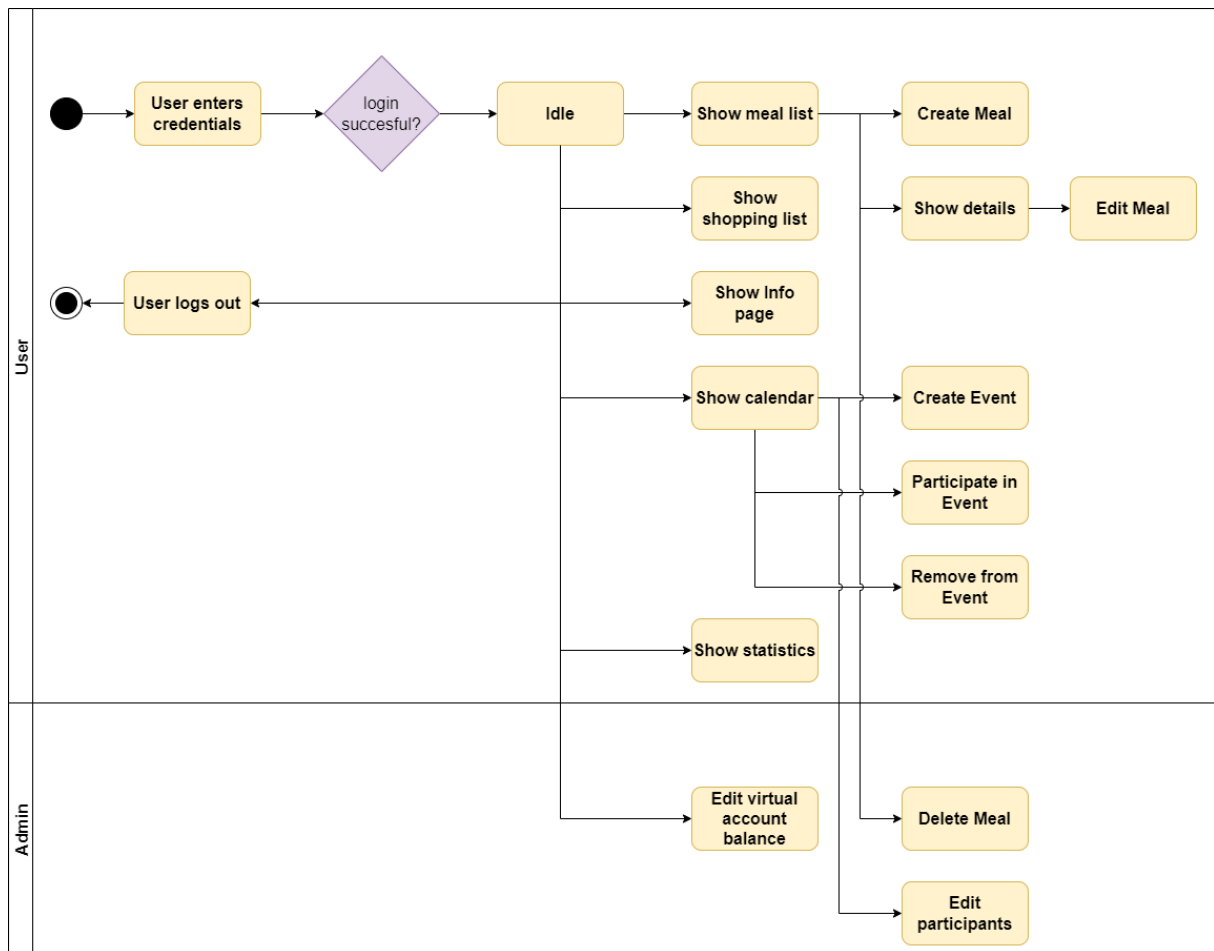 User enters
credentials
login
succesful?
Idle
Show meal list
Create Meal
Show
shopping list
Show details
Edit Meal
User logs out
Show Info
page
User
Show calendar
Create Event
Participate in
Event
Remove from
Event
Show statistics
Admin
Edit virtual
account
balance
Delete Meal
Edit
participants